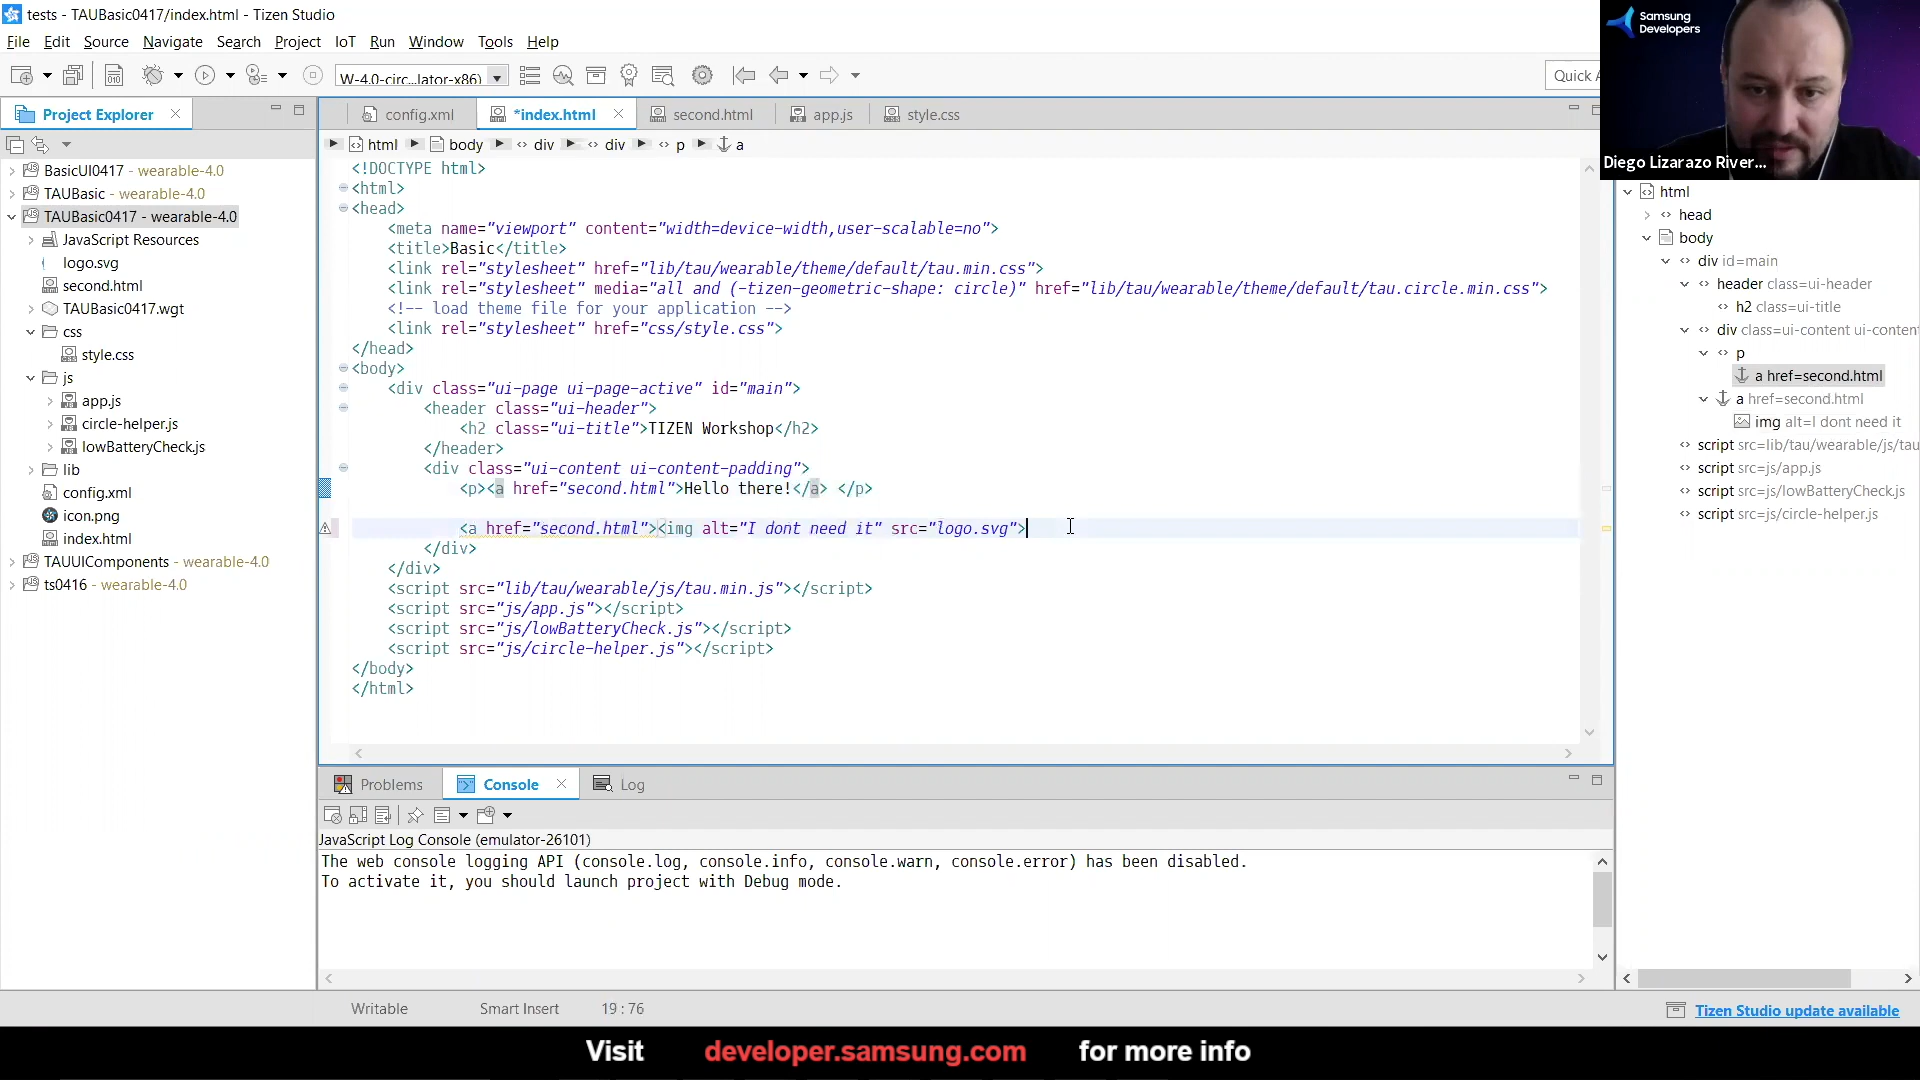 tests - TAUBasic0417/index.html - Tizen Studio
File Edit Source Navigate Search Project IoT Run Window Tools Help
W-4.0-circ...lator-x86)
Quick A
Samsung
Developers
Diego Lizarazo River...
Project Explorer
BasicUI0417 - wearable-4.0
TAUBasic - wearable-4.0
TAUBasic0417 - wearable-4.0
JavaScript Resources
logo.svg
second.html
TAUBasic0417.wgt
css
style.css
js
app.js
circle-helper.js
lowBatteryCheck.js
lib
config.xml
icon.png
index.html
TAUUIComponents - wearable-4.0
ts0416 - wearable-4.0
config.xml *index.html second.html app.js style.css
html body div div p a
<!DOCTYPE html>
<html>
<head>
<meta name="viewport" content="width=device-width,user-scalable=no">
<title>Basic</title>
<link rel="stylesheet" href="lib/tau/wearable/theme/default/tau.min.css">
<link rel="stylesheet" media="all and (-tizen-geometric-shape: circle)" href="lib/tau/wearable/theme/default/tau.circle.min.css">
<!-- load theme file for your application -->
<link rel="stylesheet" href="css/style.css">
</head>
<body>
<div class="ui-page ui-page-active" id="main">
<header class="ui-header">
<h2 class="ui-title">TIZEN Workshop</h2>
</header>
<div class="ui-content ui-content-padding">
<p><a href="second.html">Hello there!</a> </p>
<a href="second.html"><img alt="I dont need it" src="logo.svg">
</div>
</div>
<script src="lib/tau/wearable/js/tau.min.js"></script>
<script src="js/app.js"></script>
<script src="js/lowBatteryCheck.js"></script>
<script src="js/circle-helper.js"></script>
</body>
</html>
html
head
body
div id=main
header class=ui-header
h2 class=ui-title
div class=ui-content ui-conten
p
a href=second.html
a href=second.html
img alt=I dont need it
script src=lib/tau/wearable/js/tau
script src=js/app.js
script src=js/lowBatteryCheck.js
script src=js/circle-helper.js
Problems Console Log
JavaScript Log Console (emulator-26101)
The web console logging API (console.log, console.info, console.warn, console.error) has been disabled.
To activate it, you should launch project with Debug mode.
Writable Smart Insert 19 : 76
Tizen Studio update available
Visit developer.samsung.com for more info